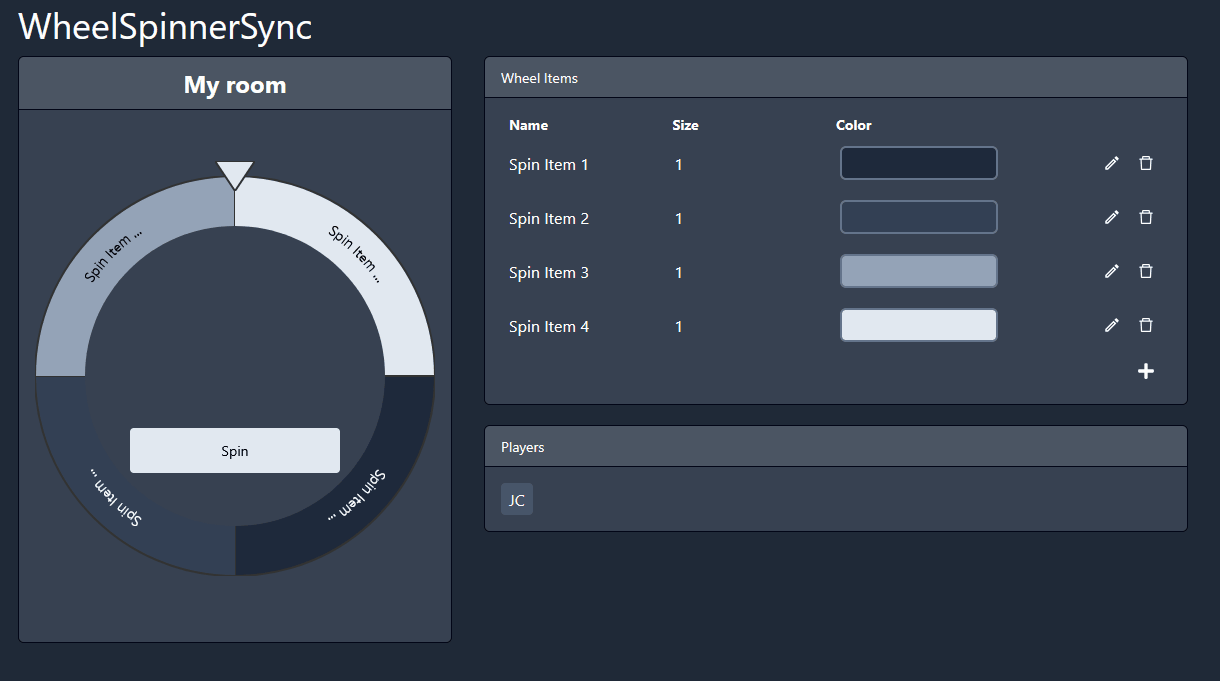 WheelSpinnerSync
My room
Spin Item ...
Spin Item ...
Spin Item ...
Spin Item ...
Spin
Wheel Items
Name Size Color
Spin Item 1 1
Spin Item 2 1
Spin Item 3 1
Spin Item 4 1
Players
JC